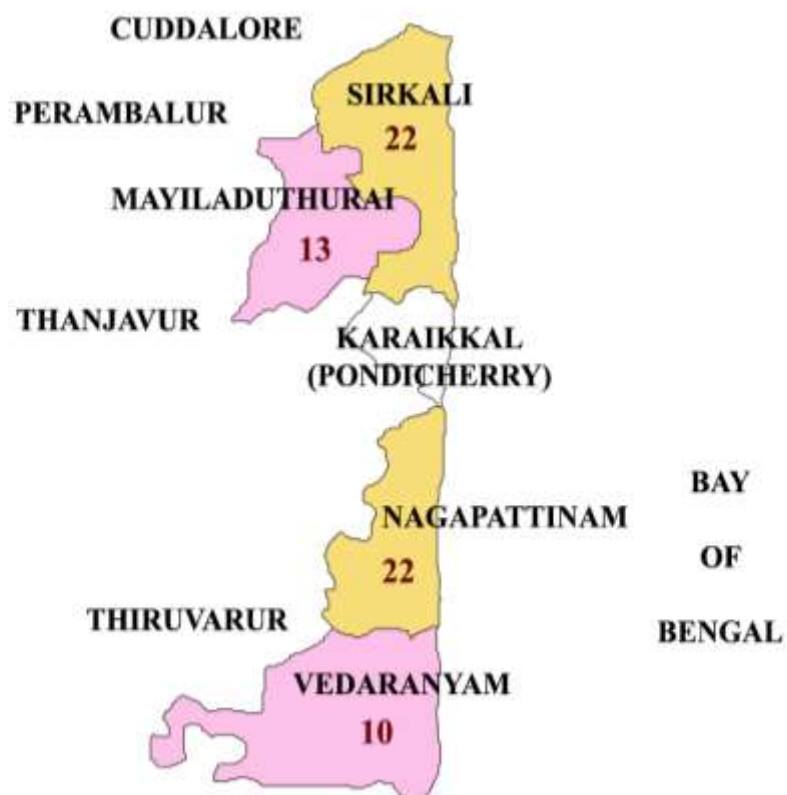 CUDDALORE
SIRKALI
PERAMBALUR
22
MAYILADUTHURAI
13
THANJAVUR
KARAIKKAL
(PONDICHERRY)
BAY
NAGAPATTINAM
OF
22
THIRUVARUR
BENGAL
VEDARANYAM
10